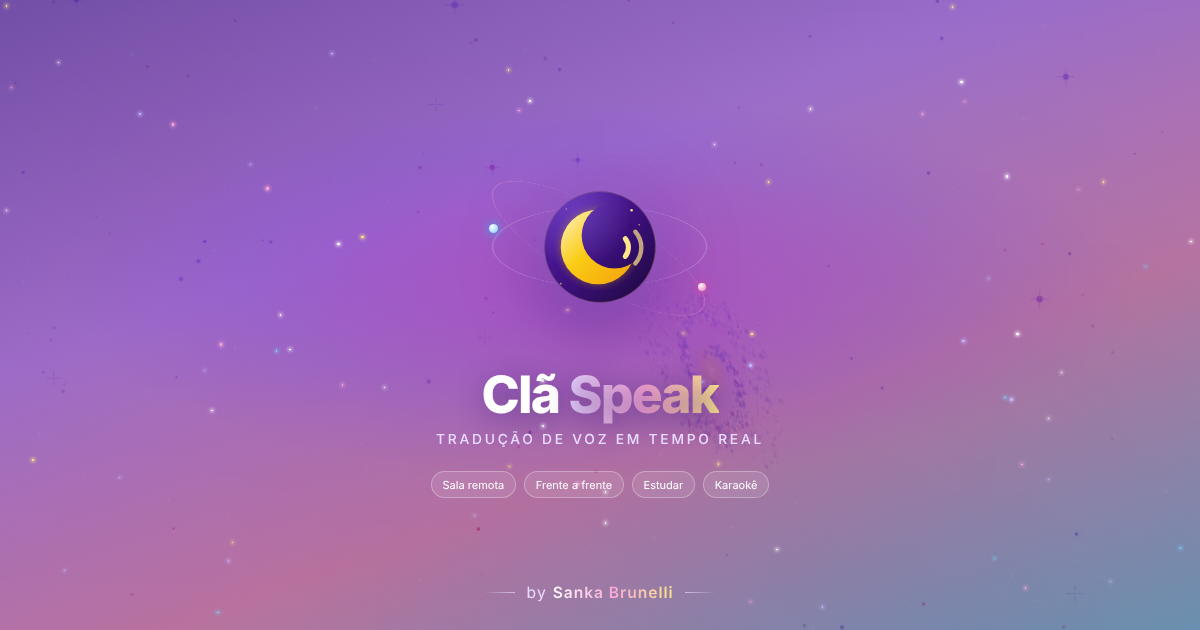 Clã Speak
TRADUÇÃO DE VOZ EM TEMPO REAL
Sala remota Frente a frente Estudar Karaokê
by Sanka Brunelli